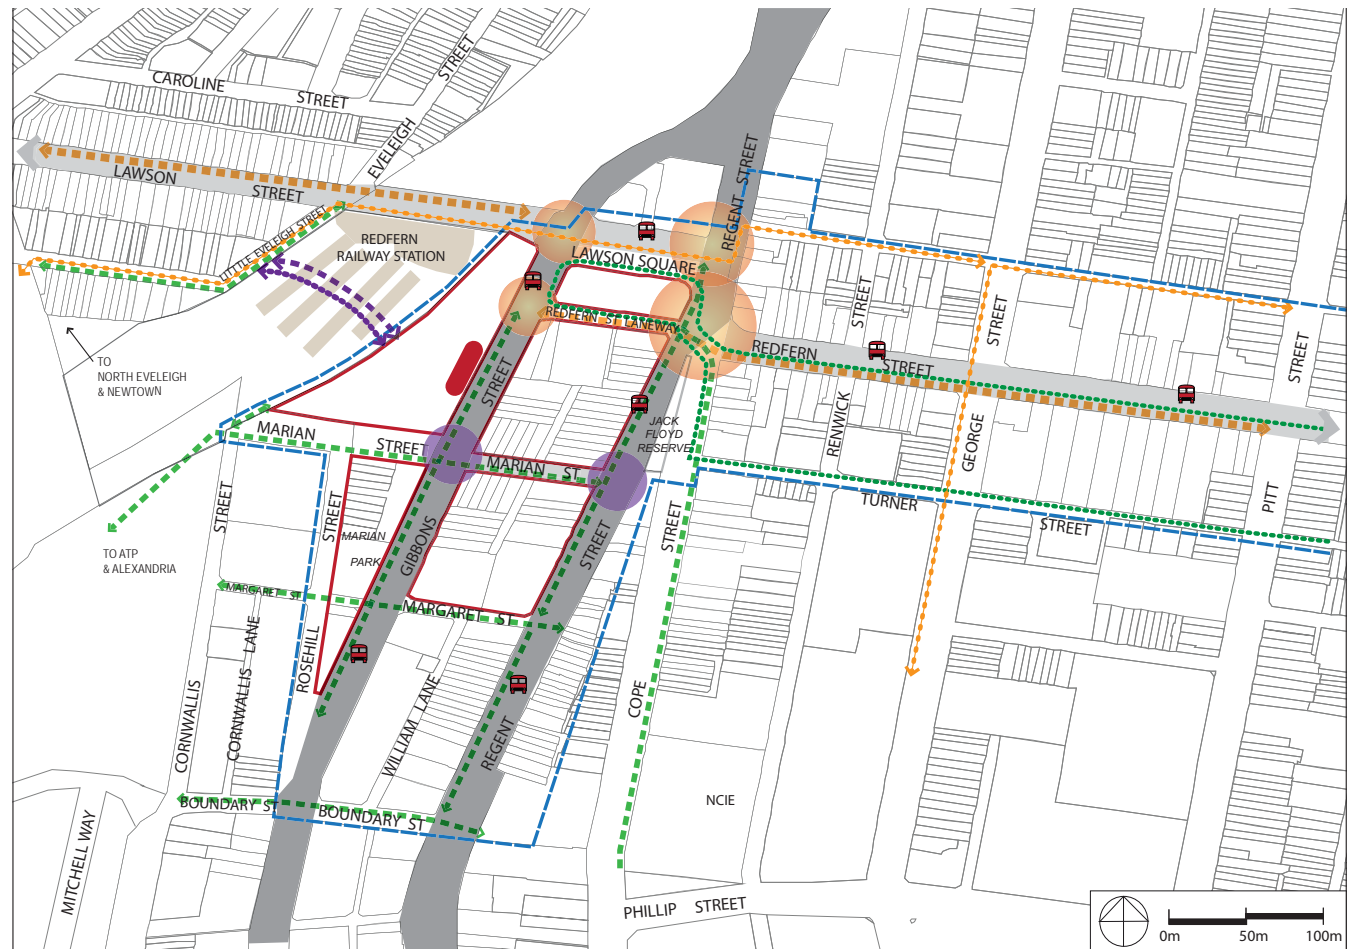 CAROLINE STREET
EVELEIGH STREET
LAWSON STREET
REGENT STREET
LITTLE EVELEIGH STREET
REDFERN
RAILWAY STATION
LAWSON SQUARE
REDFERN ST LANEWAY
REDFERN STREET
STREET
STREET
STREET
TO
NORTH EVELEIGH
& NEWTOWN
STREET
JACK
FLOYD
RESERVE
RENWICK
GEORGE
MARIAN STREET
MARIAN ST
PITT
TURNER STREET
STREET
STREET
STREET
STREET
MARIAN
PARK
GIBBONS
TO ATP
& ALEXANDRIA
MARGARET ST
MARGARET ST
CORNWALLIS LANE
ROSEHILL
CORNWALLIS
WILLIAM LANE
REGENT
COPE
BOUNDARY ST
BOUNDARY ST
NCIE
MITCHELL WAY
PHILLIP STREET
0m 50m 100m